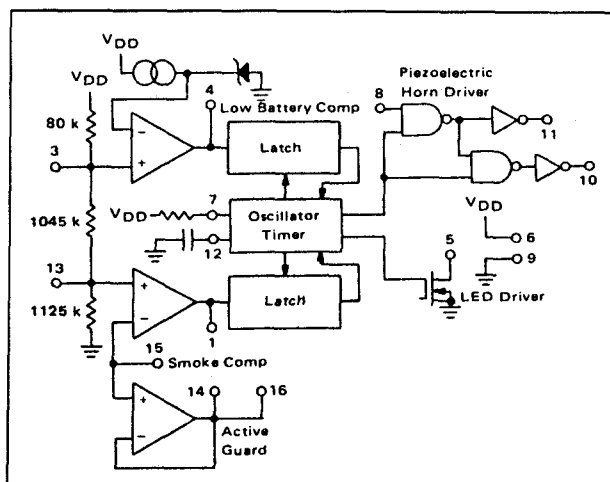 VDD
VDD
Piezoelectric
Horn Driver
4
8
80 k
Low Battery Comp
−
+
11
3
Latch
10
1045 k
VDD
7
Oscillator
Timer
VDD
12
5
6
13
9
+
−
Latch
LED Driver
1125 k
1
15
Smoke Comp
14
16
+
−
Active
Guard